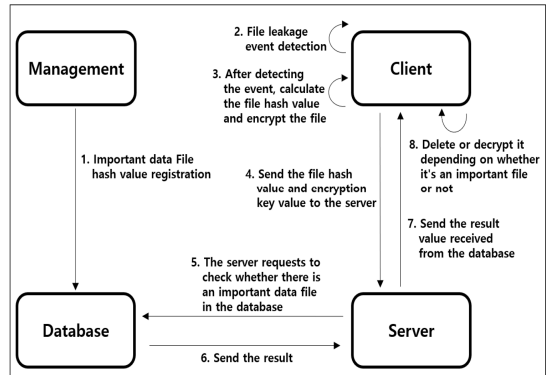 2. File leakage
event detection
Management
Client
3. After detecting
the event, calculate
the file hash value
and encrypt the file
1. Important data File
hash value registration
4. Send the file hash
value and encryption
key value to the server
8. Delete or decrypt it
depending on whether
it's an important file
or not
7. Send the result
value received
from the database
5. The server requests to
check whether there is
an important data file
in the database
Database
Server
6. Send the result